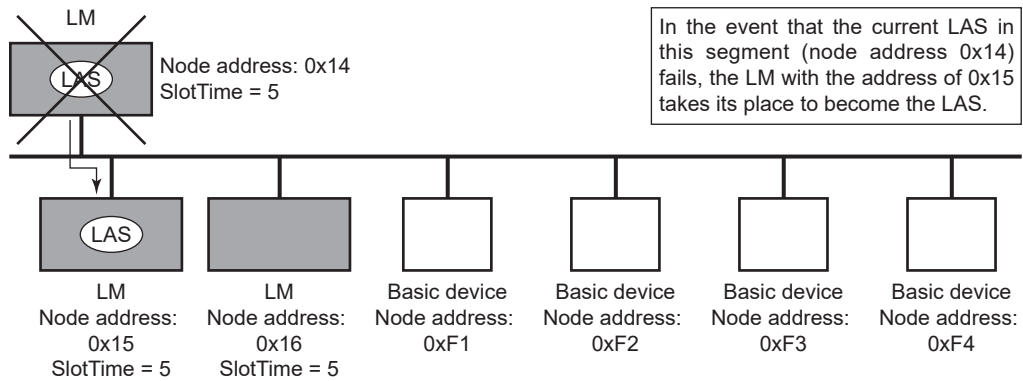 LM
LAS
Node address: 0x14
SlotTime = 5
In the event that the current LAS in
this segment (node address 0x14)
fails, the LM with the address of 0x15
takes its place to become the LAS.
LAS
LM
Node address:
0x15
SlotTime = 5
LM
Node address:
0x16
SlotTime = 5
Basic device
Node address:
0xF1
Basic device
Node address:
0xF2
Basic device
Node address:
0xF3
Basic device
Node address:
0xF4